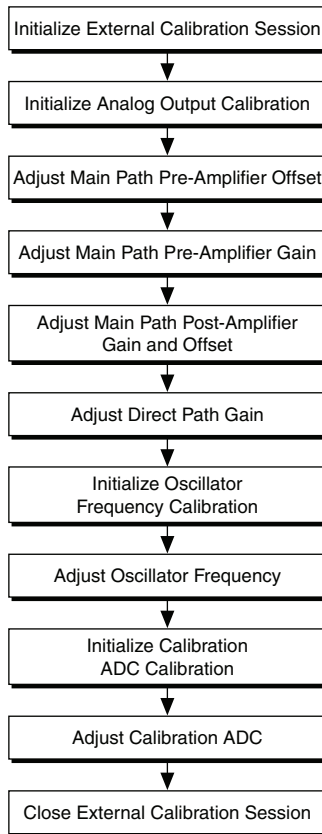 Initialize External Calibration Session
Initialize Analog Output Calibration
Adjust Main Path Pre-Amplifier Offset
Adjust Main Path Pre-Amplifier Gain
Adjust Main Path Post-Amplifier
Gain and Offset
Adjust Direct Path Gain
Initialize Oscillator
Frequency Calibration
Adjust Oscillator Frequency
Initialize Calibration
ADC Calibration
Adjust Calibration ADC
Close External Calibration Session